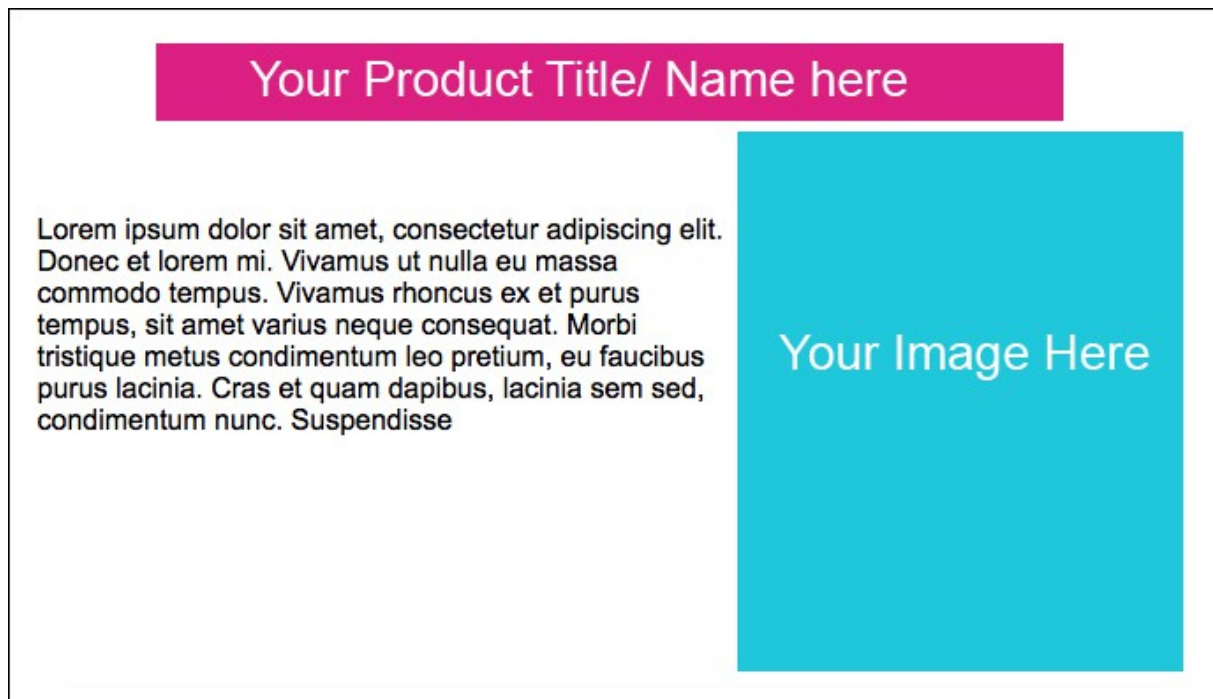 Your Product Title/ Name here
Lorem ipsum dolor sit amet, consectetur adipiscing elit.
Donec et lorem mi. Vivamus ut nulla eu massa
commodo tempus. Vivamus rhoncus ex et purus
tempus, sit amet varius neque consequat. Morbi
tristique metus condimentum leo pretium, eu faucibus
purus lacinia. Cras et quam dapibus, lacinia sem sed,
condimentum nunc. Suspendisse
Your Image Here